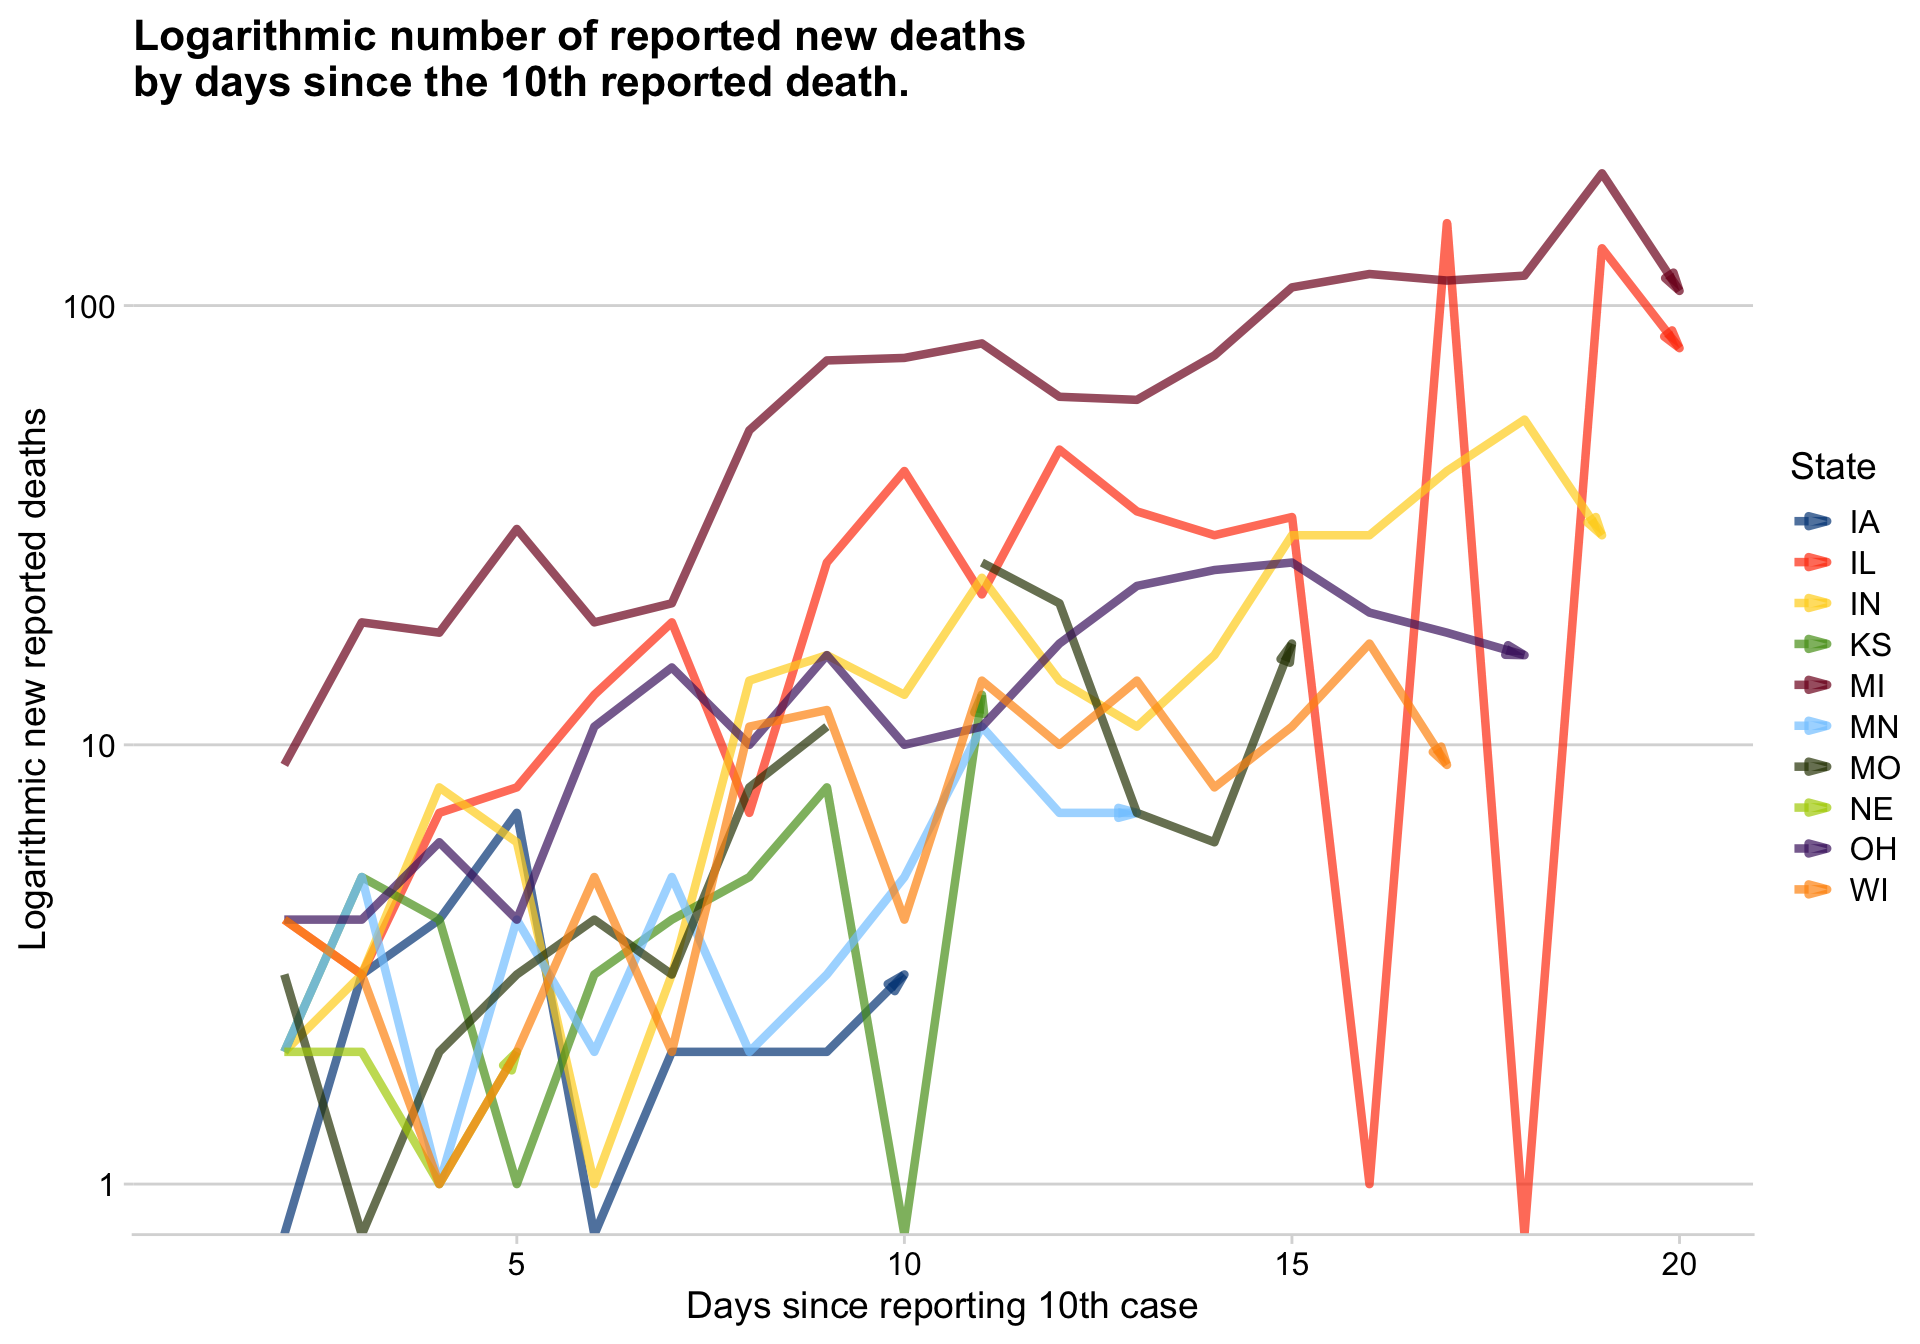 Logarithmic number of reported new deaths
by days since the 10th reported death.
Logarithmic new reported deaths
100
10
1
5
10
15
20
Days since reporting 10th case
State
IA
IL
IN
KS
MI
MN
MO
NE
OH
WI